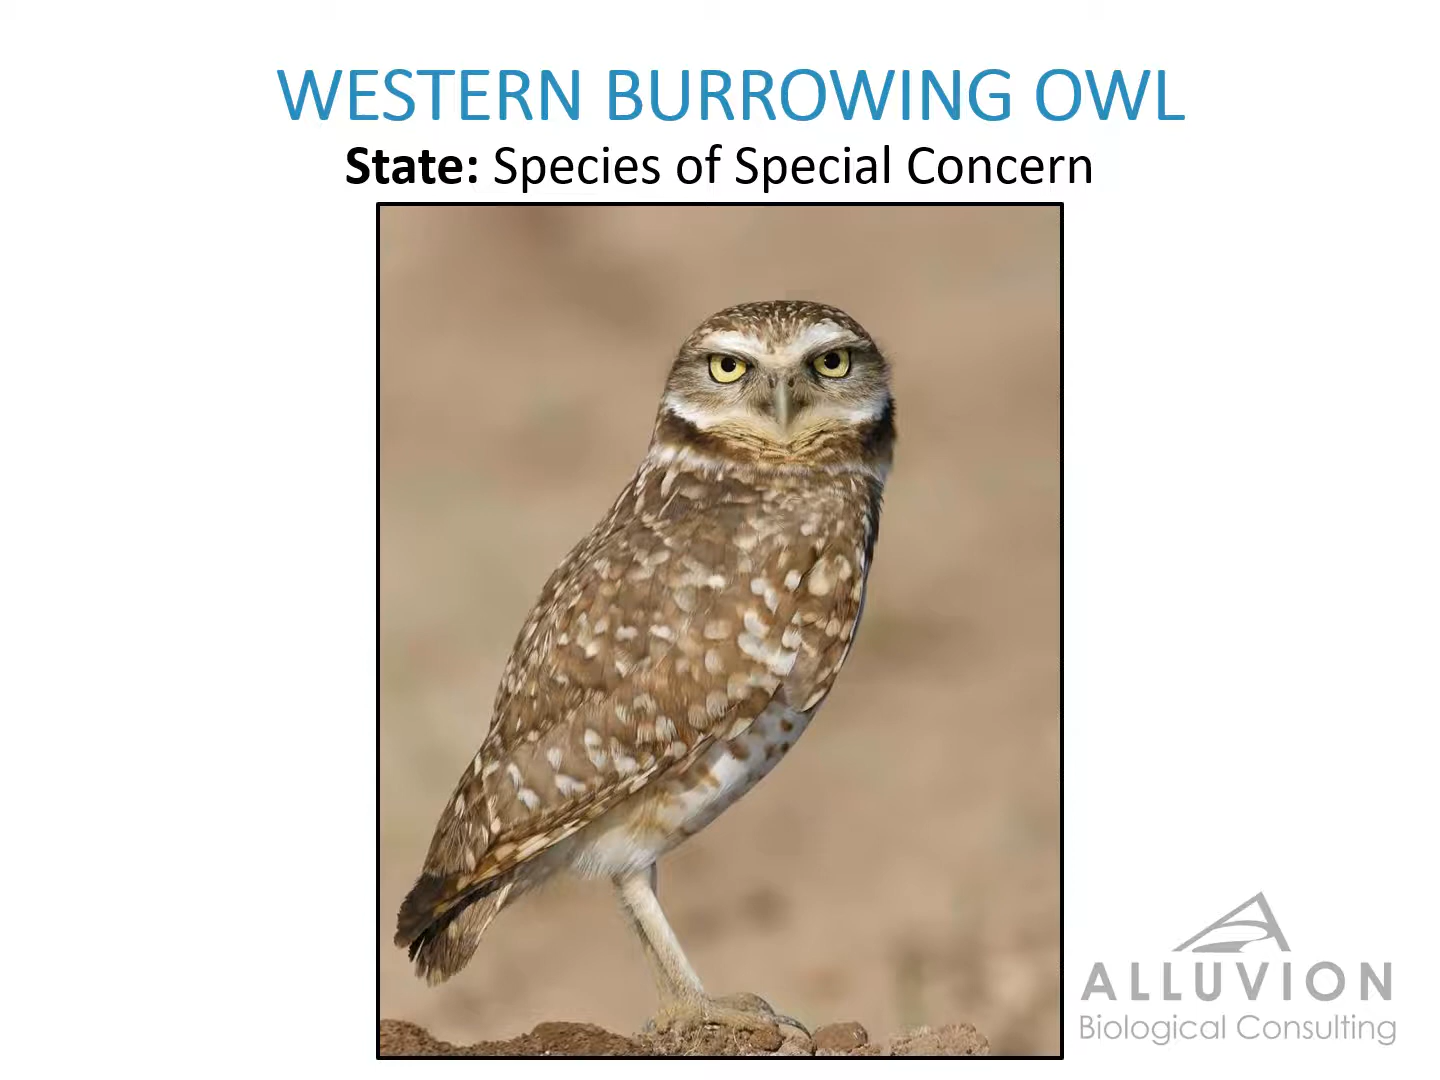 WESTERN BURROWING OWL
State: Species of Special Concern
ALLUVION
Biological Consulting